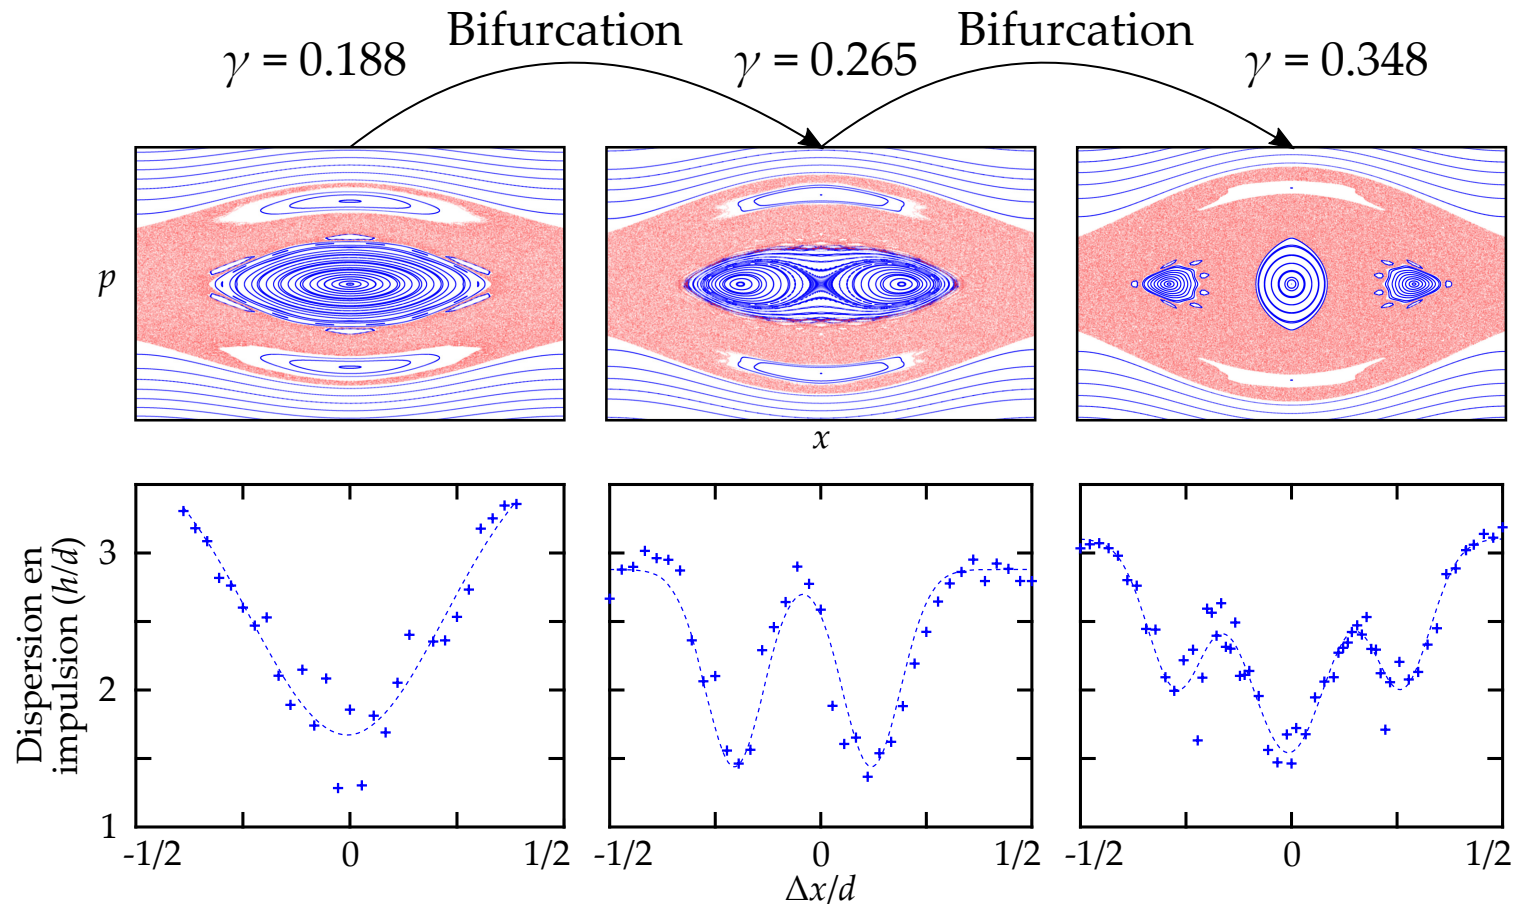 Bifurcation Bifurcation
γ = 0.188 γ = 0.265 γ = 0.348
p
x
Dispersion en
impulsion (h/d)
3
2
1
-1/2 0 1/2 -1/2 0 1/2 -1/2 0 1/2
Δx/d